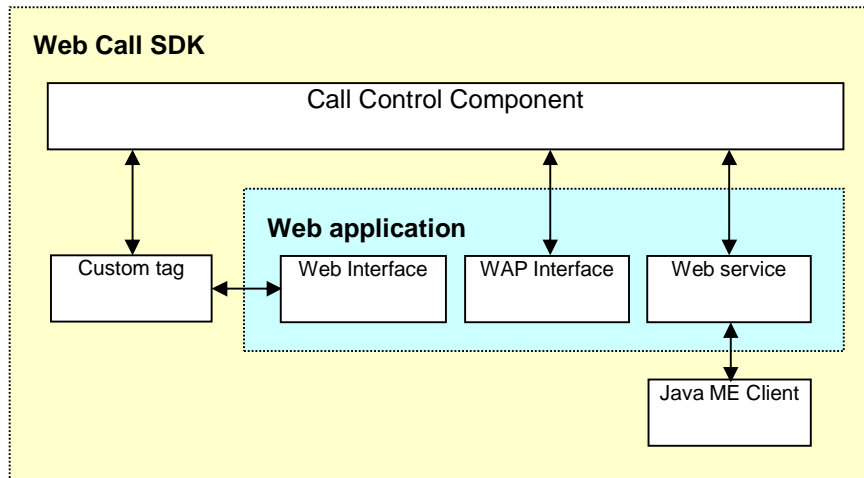 Web Call SDK
Call Control Component
Web application
Custom tag
Web Interface
WAP Interface
Web service
Java ME Client